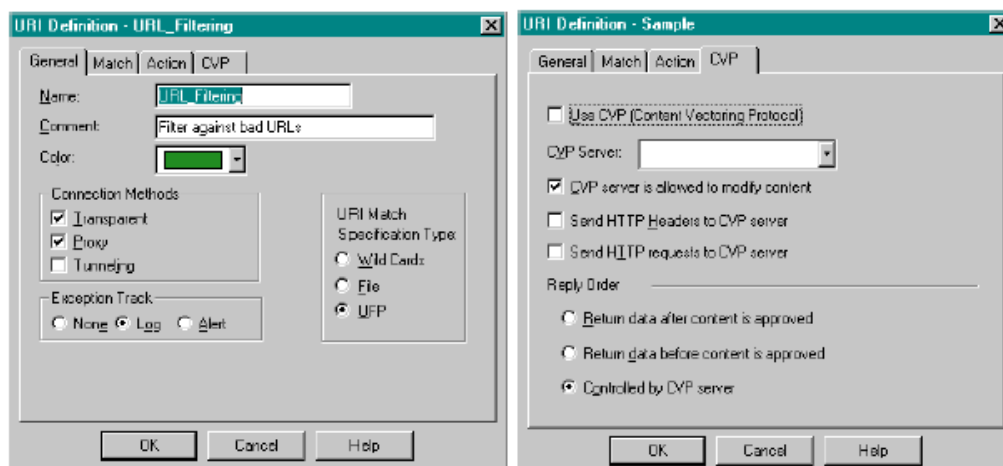 URI Definition - URL_Filtering
General Match Action CVP
Name: URL_Filtering
Comment: Filter against bad URLs
Color:
Connection Methods
Transparent
Proxy
Tunneling
Exception Track
None Log Alert
URI Match
Specification Type:
Wild Cards
File
UFP
OK Cancel Help
URI Definition - Sample
General Match Action CVP
Use CVP (Content Vectoring Protocol)
CVP Server:
CVP server is allowed to modify content
Send HTTP Headers to CVP server
Send HTTP requests to CVP server
Reply Order
Return data after content is approved
Return data before content is approved
Controlled by CVP server
OK Cancel Help